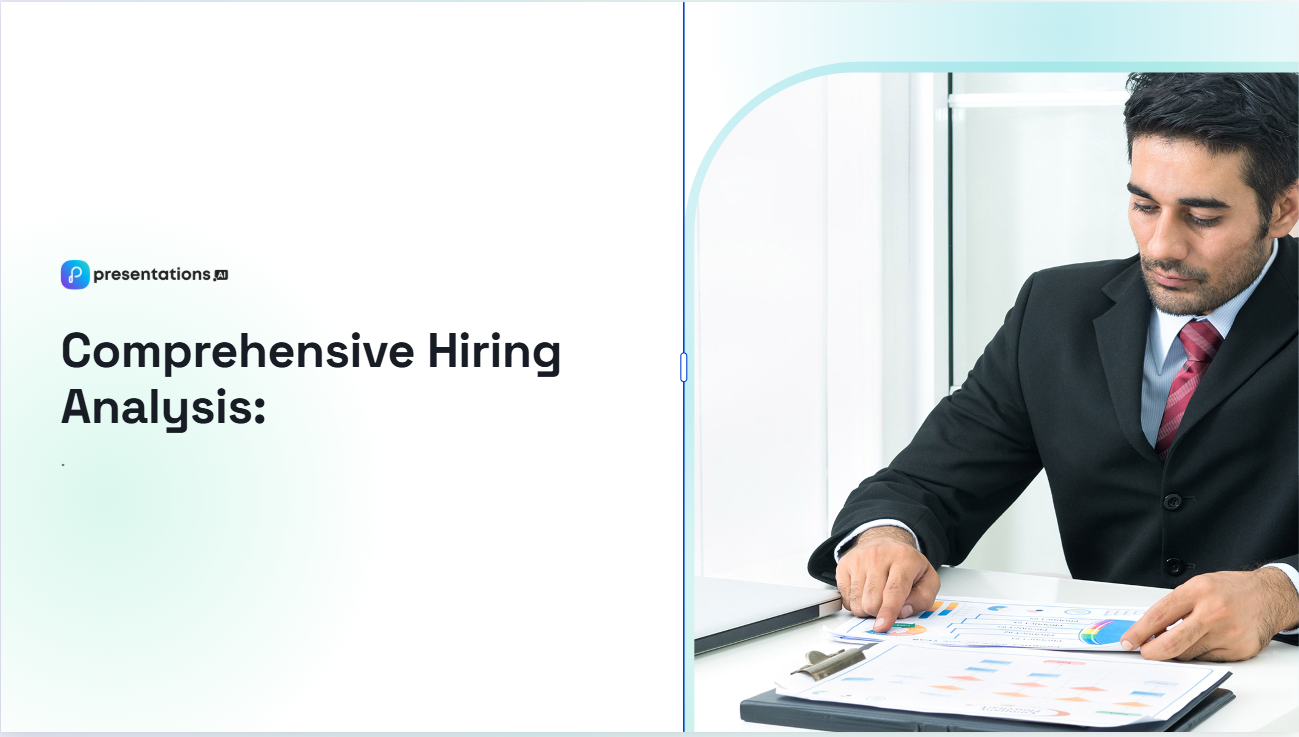 presentations.AI
Comprehensive Hiring
Analysis:
.